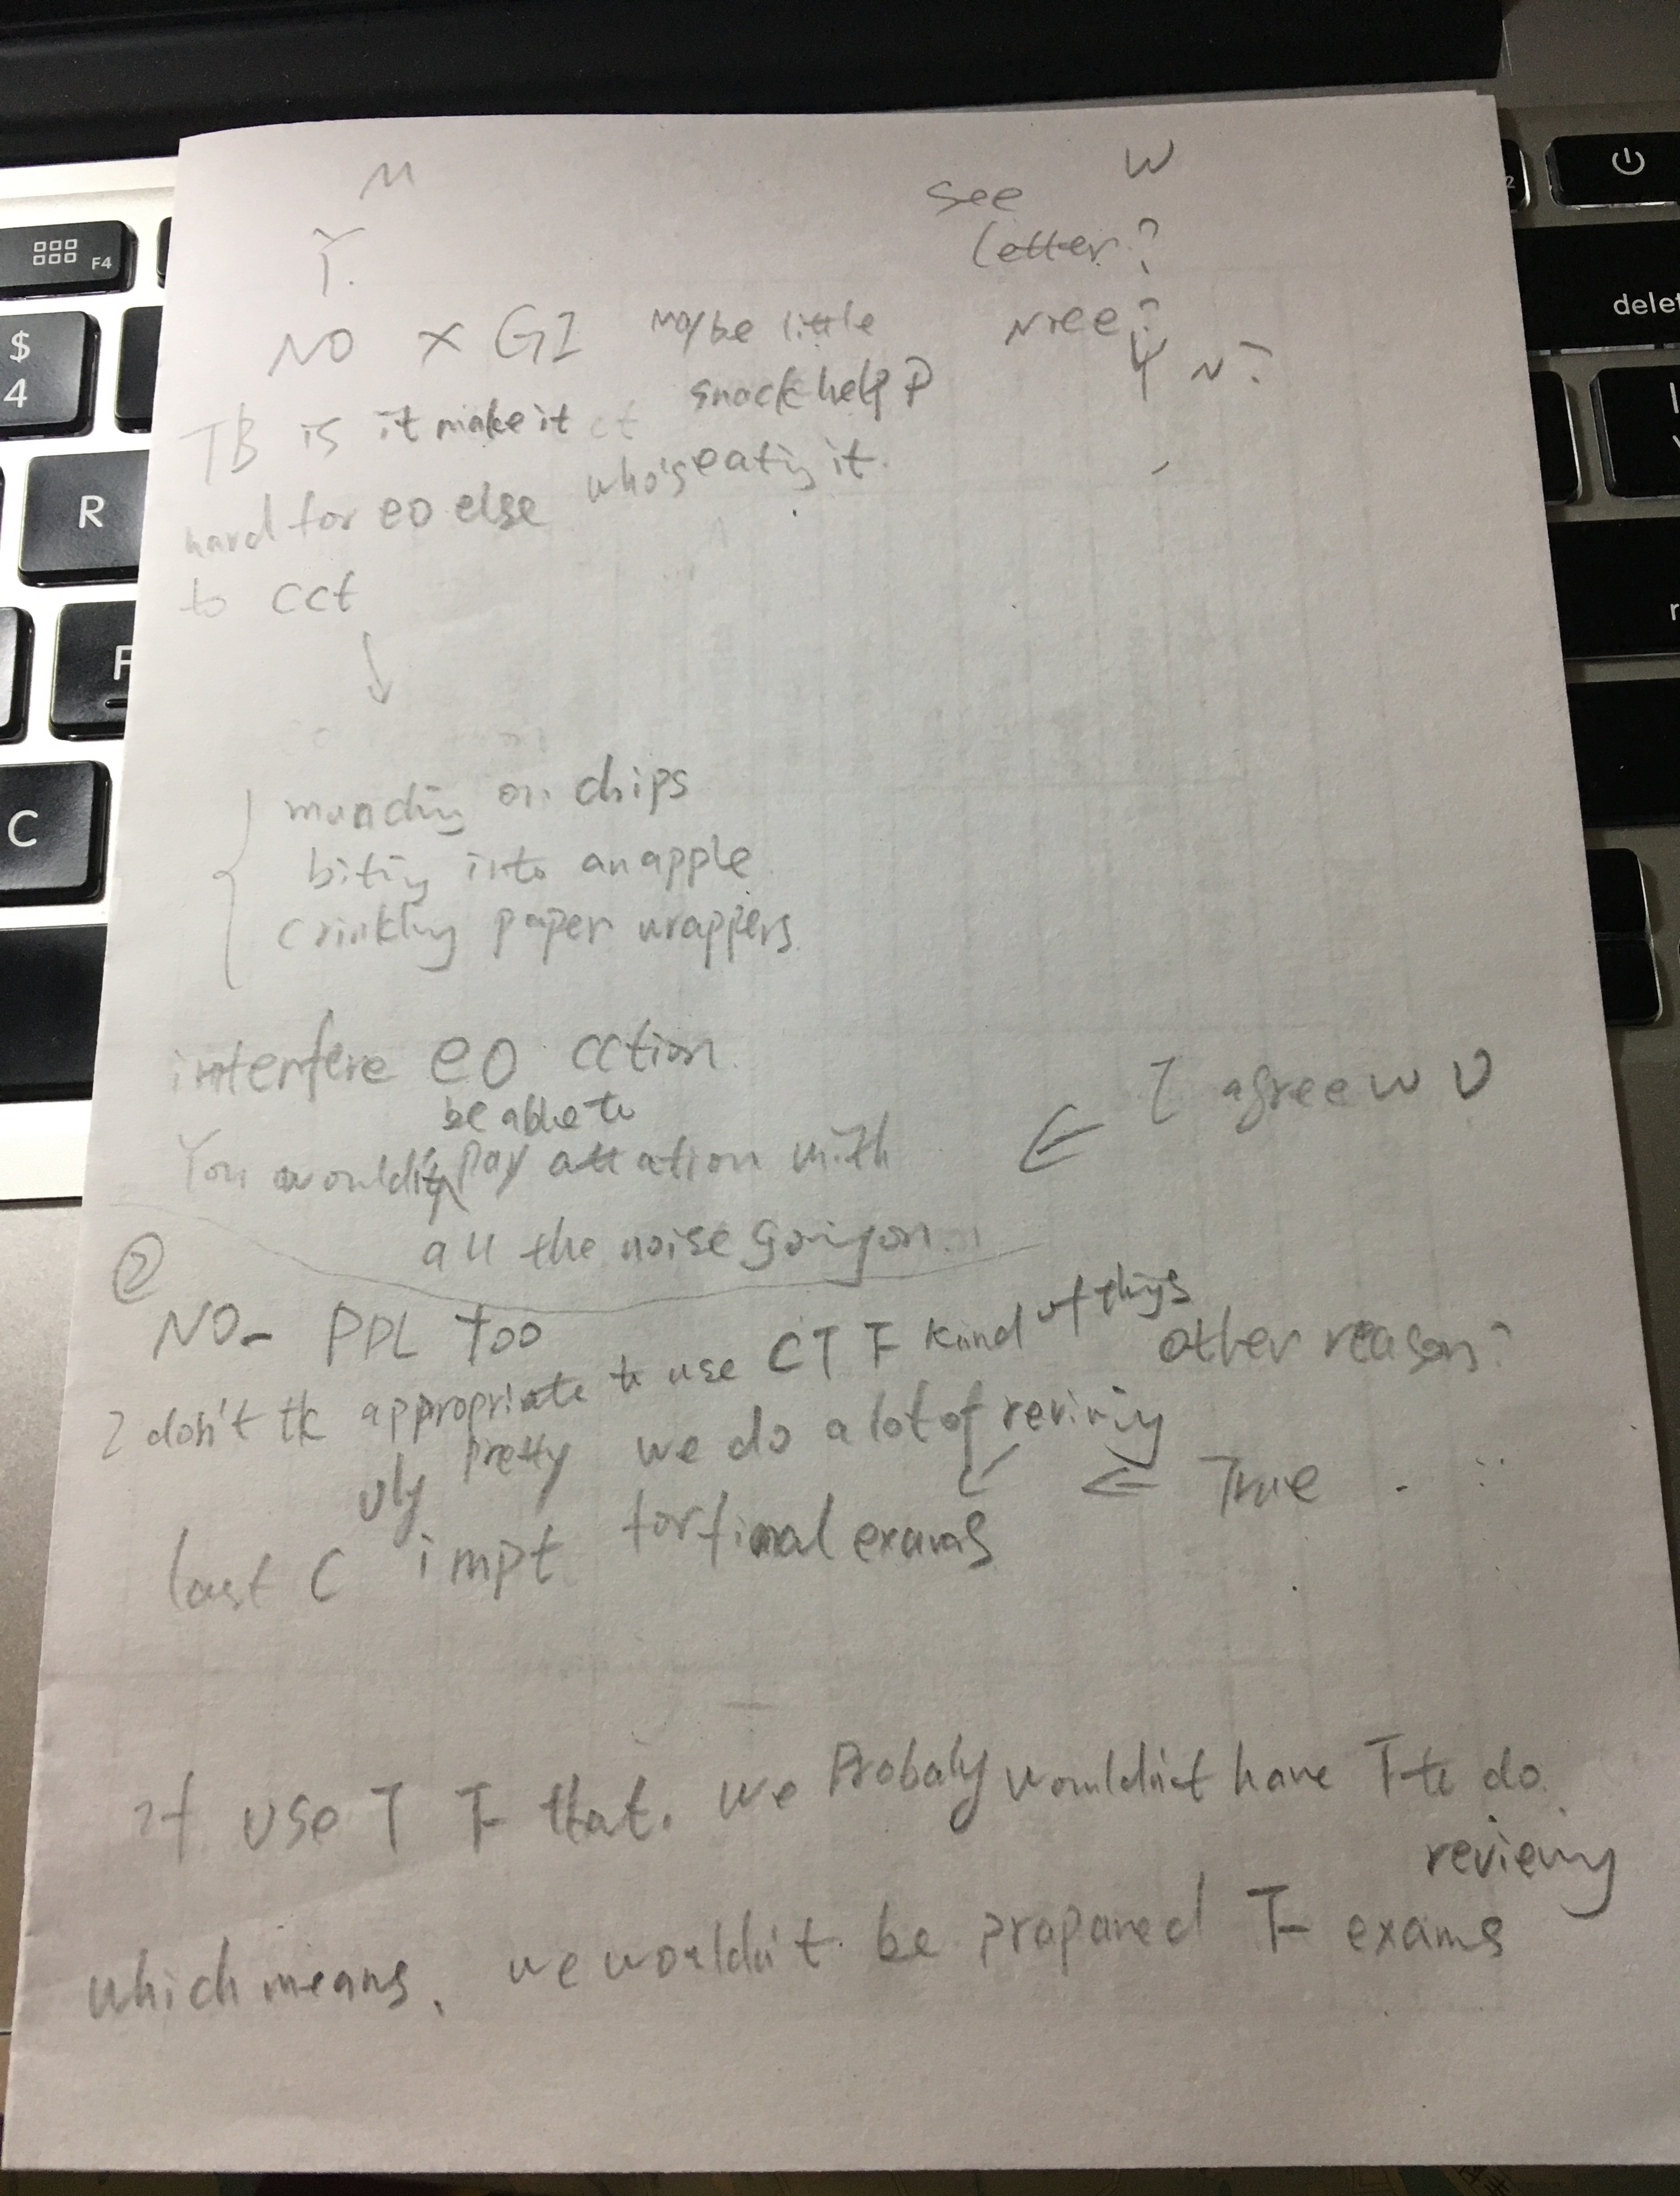 M W
see
letter?
Y.
NO × GI maybe little Nice?
snack help P Y N?
TB is it make it ct
who's eating it.
hard for eo else
to cct
↓
munching on chips
biting into an apple
crinkling paper wrappers.
interfere eo cction.
I agree w U
be able to
You wouldn't pay attation with
all the noise going on.
②
NO- PPL too
I don't tk appropriate to use CT F kind of things
other reason?
pretty we do a lot of reviewing
True
last C impt for final exams
If use T F that. we Probaly wouldn't have T to do
reviewing
which means, we wouldn't be prepared F exams
F4
$
4
R
F
C
delet